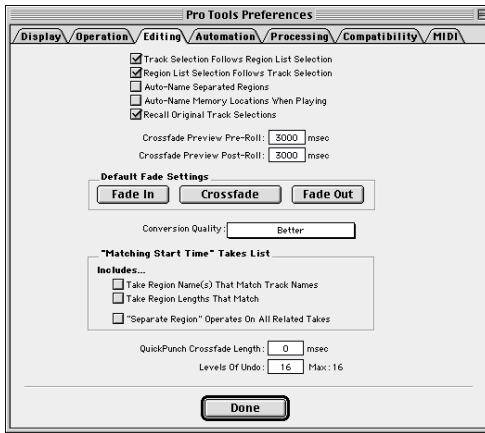 Pro Tools Preferences
Display Operation Editing Automation Processing Compatibility MIDI
Track Selection Follows Region List Selection
Region List Selection Follows Track Selection
Auto-Name Separated Regions
Auto-Name Memory Locations When Playing
Recall Original Track Selections
Crossfade Preview Pre-Roll: 3000 msec
Crossfade Preview Post-Roll: 3000 msec
Default Fade Settings
Fade In Crossfade Fade Out
Conversion Quality: Better
"Matching Start Time" Takes List
Includes...
Take Region Name(s) That Match Track Names
Take Region Lengths That Match
"Separate Region" Operates On All Related Takes
QuickPunch Crossfade Length: 0 msec
Levels Of Undo: 16 Max: 16
Done